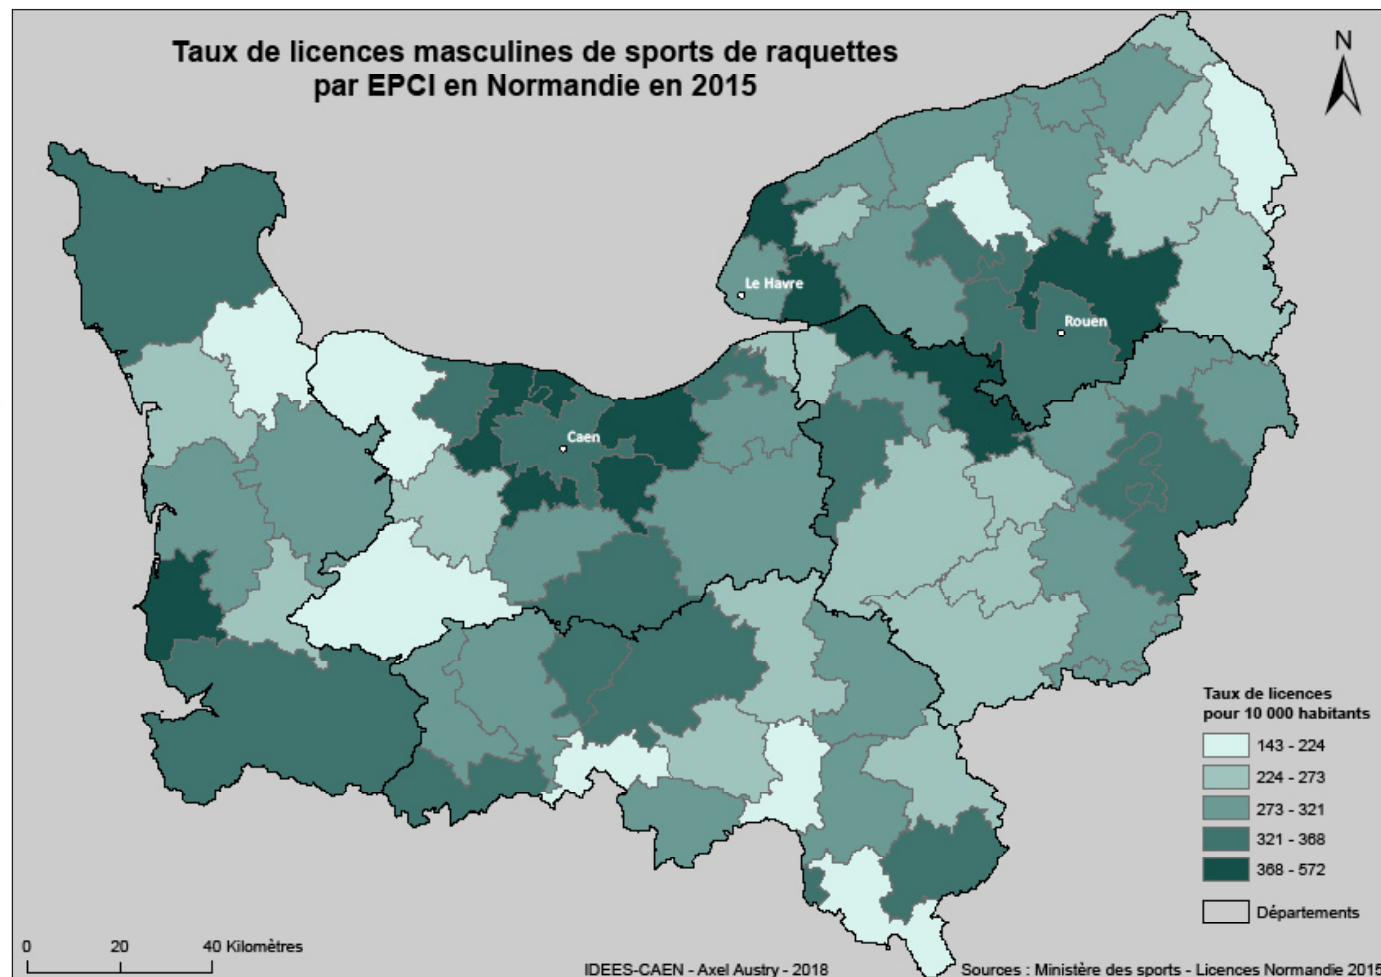 Taux de licences masculines de sports de raquettes
par EPCI en Normandie en 2015
N
Le Havre
Rouen
Caen
Taux de licences
pour 10 000 habitants
143 - 224
224 - 273
273 - 321
321 - 368
368 - 572
Départements
0 20 40 Kilomètres
IDEES-CAEN - Axel Austry - 2018
Sources : Ministère des sports - Licences Normandie 2015